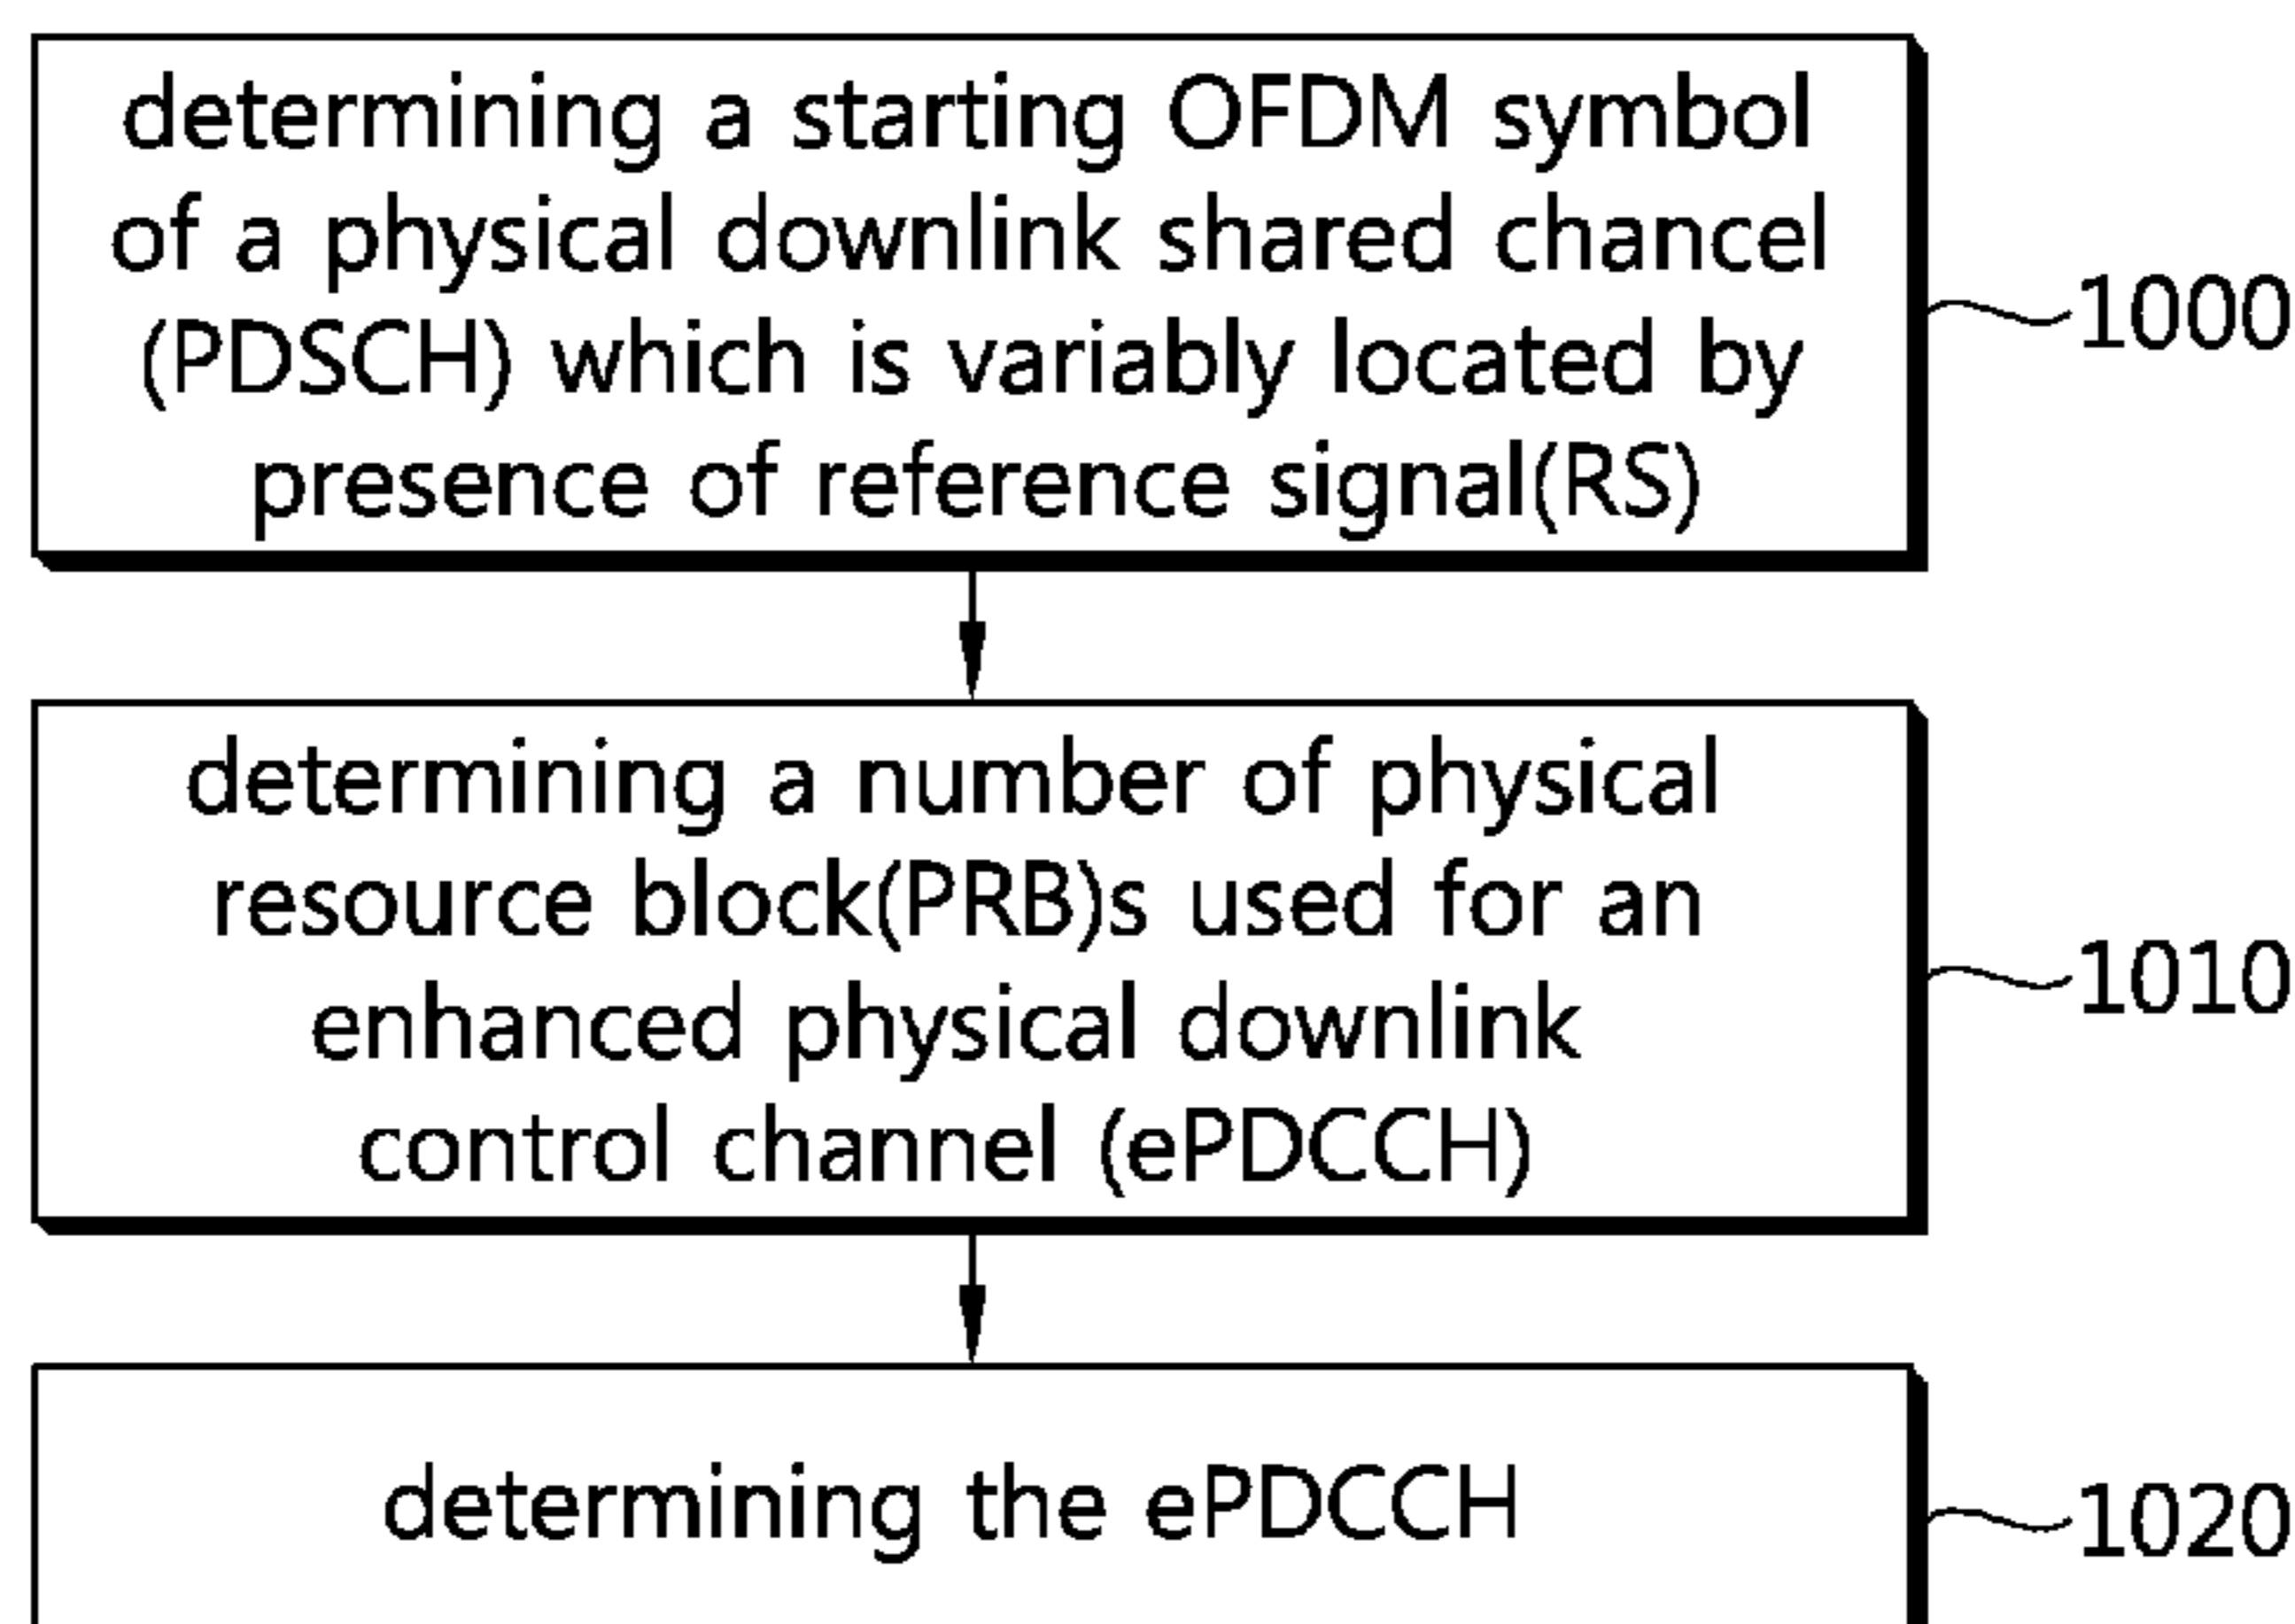 determining a starting OFDM symbol
of a physical downlink shared chancel
(PDSCH) which is variably located by
presence of reference signal(RS)
1000
determining a number of physical
resource block(PRB)s used for an
enhanced physical downlink
control channel (ePDCCH)
1010
determining the ePDCCH
1020